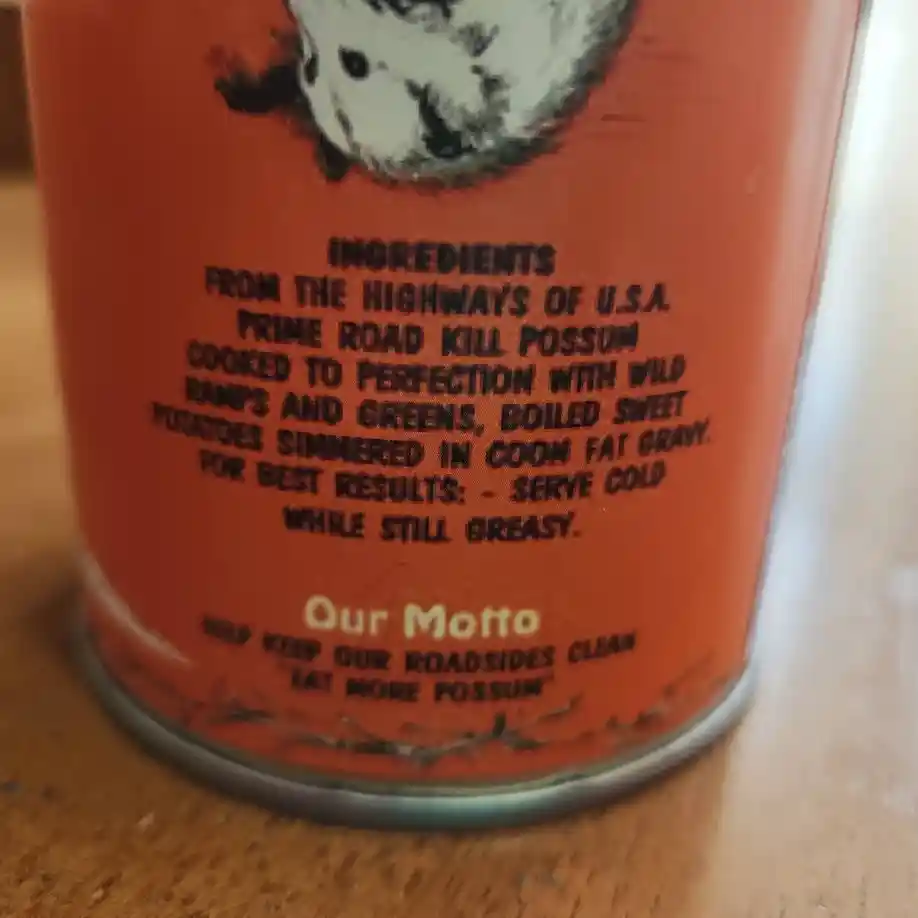 INGREDIENTS
FROM THE HIGHWAYS OF U.S.A.
PRIME ROAD KILL POSSUM
COOKED TO PERFECTION WITH WILD
RAMPS AND GREENS, BOILED SWEET
POTATOES SIMMERED IN COON FAT GRAVY.
FOR BEST RESULTS: - SERVE COLD
WHILE STILL GREASY.
Our Motto
HELP KEEP OUR ROADSIDES CLEAN
"EAT MORE POSSUM"